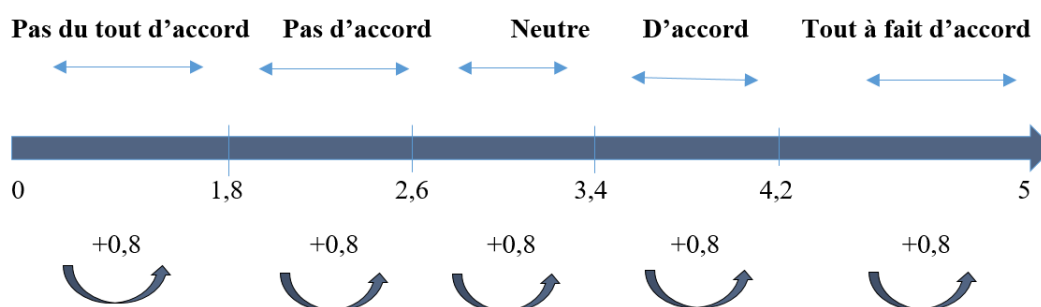 Pas du tout d’accord Pas d’accord Neutre D’accord Tout à fait d’accord
0 1,8 2,6 3,4 4,2 5
+0,8 +0,8 +0,8 +0,8 +0,8